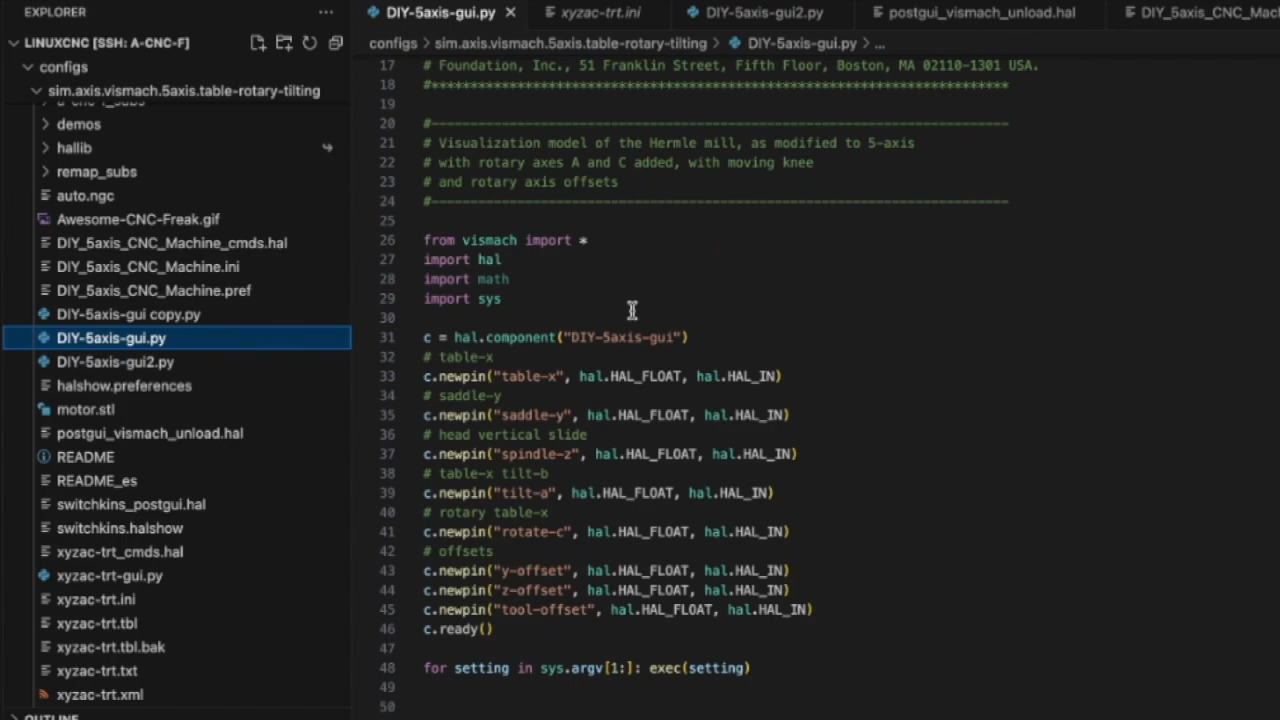 EXPLORER
LINUXCNC [SSH: A-CNC-F]
configs
sim.axis.vismach.5axis.table-rotary-tilting
demos
hallib
remap_subs
auto.ngc
Awesome-CNC-Freak.gif
DIY_5axis_CNC_Machine_cmds.hal
DIY_5axis_CNC_Machine.ini
DIY_5axis_CNC_Machine.pref
DIY-5axis-gui copy.py
DIY-5axis-gui.py
DIY-5axis-gui2.py
halshow.preferences
motor.stl
postgui_vismach_unload.hal
README
README_es
switchkins_postgui.hal
switchkins.halshow
xyzac-trt_cmds.hal
xyzac-trt-gui.py
xyzac-trt.ini
xyzac-trt.tbl
xyzac-trt.tbl.bak
xyzac-trt.txt
xyzac-trt.xml
OUTLINE
DIY-5axis-gui.py xyzac-trt.ini DIY-5axis-gui2.py postgui_vismach_unload.hal DIY_5axis_CNC_Mach
configs > sim.axis.vismach.5axis.table-rotary-tilting > DIY-5axis-gui.py > ...
17 # Foundation, Inc., 51 Franklin Street, Fifth Floor, Boston, MA 02110-1301 USA.
18 #**************************************************************************
19
20 #--------------------------------------------------------------------------
21 # Visualization model of the Hermle mill, as modified to 5-axis
22 # with rotary axes A and C added, with moving knee
23 # and rotary axis offsets
24 #--------------------------------------------------------------------------
25
26 from vismach import *
27 import hal
28 import math
29 import sys
30
31 c = hal.component("DIY-5axis-gui")
32 # table-x
33 c.newpin("table-x", hal.HAL_FLOAT, hal.HAL_IN)
34 # saddle-y
35 c.newpin("saddle-y", hal.HAL_FLOAT, hal.HAL_IN)
36 # head vertical slide
37 c.newpin("spindle-z", hal.HAL_FLOAT, hal.HAL_IN)
38 # table-x tilt-b
39 c.newpin("tilt-a", hal.HAL_FLOAT, hal.HAL_IN)
40 # rotary table-x
41 c.newpin("rotate-c", hal.HAL_FLOAT, hal.HAL_IN)
42 # offsets
43 c.newpin("y-offset", hal.HAL_FLOAT, hal.HAL_IN)
44 c.newpin("z-offset", hal.HAL_FLOAT, hal.HAL_IN)
45 c.newpin("tool-offset", hal.HAL_FLOAT, hal.HAL_IN)
46 c.ready()
47
48 for setting in sys.argv[1:]: exec(setting)
49
50